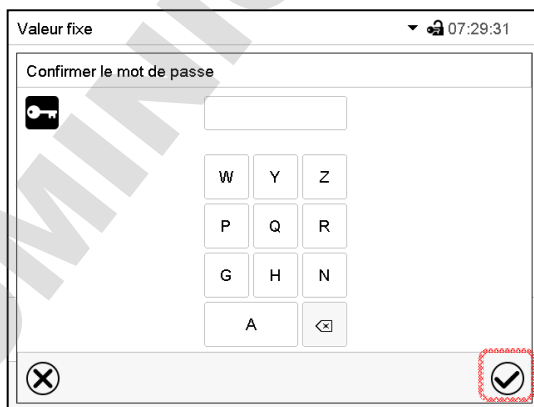 Valeur fixe 07:29:31
Confirmer le mot de passe
W Y Z
P Q R
G H N
A